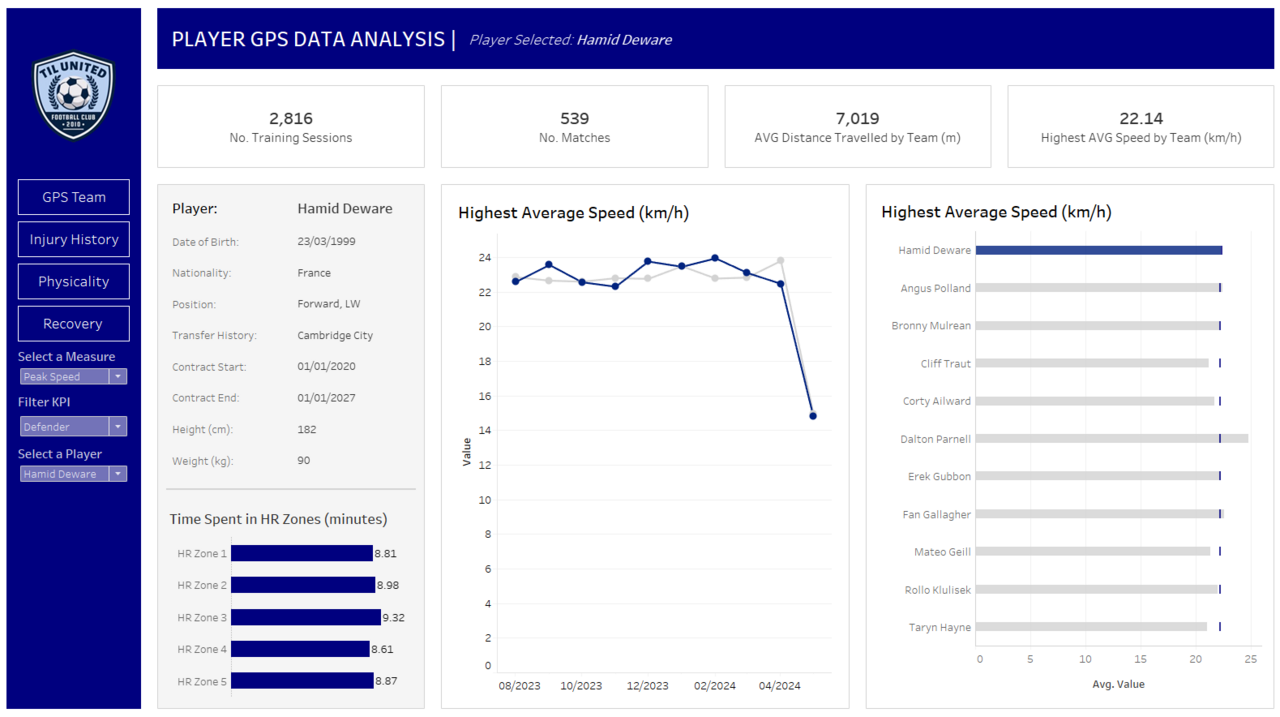 TIL UNITED
FOOTBALL CLUB
• 2010 •
GPS Team
Injury History
Physicality
Recovery
Select a Measure
Peak Speed
Filter KPI
Defender
Select a Player
Hamid Deware
PLAYER GPS DATA ANALYSIS | Player Selected: Hamid Deware
2,816
No. Training Sessions
539
No. Matches
7,019
AVG Distance Travelled by Team (m)
22.14
Highest AVG Speed by Team (km/h)
Player: Hamid Deware
Date of Birth: 23/03/1999
Nationality: France
Position: Forward, LW
Transfer History: Cambridge City
Contract Start: 01/01/2020
Contract End: 01/01/2027
Height (cm): 182
Weight (kg): 90
Time Spent in HR Zones (minutes)
HR Zone 1 8.81
HR Zone 2 8.98
HR Zone 3 9.32
HR Zone 4 8.61
HR Zone 5 8.87
Highest Average Speed (km/h)
Value
24
22
20
18
16
14
12
10
8
6
4
2
0
08/2023 10/2023 12/2023 02/2024 04/2024
Highest Average Speed (km/h)
Hamid Deware
Angus Polland
Bronny Mulrean
Cliff Traut
Corty Ailward
Dalton Parnell
Erek Gubbon
Fan Gallagher
Mateo Geill
Rollo Klulisek
Taryn Hayne
0 5 10 15 20 25
Avg. Value